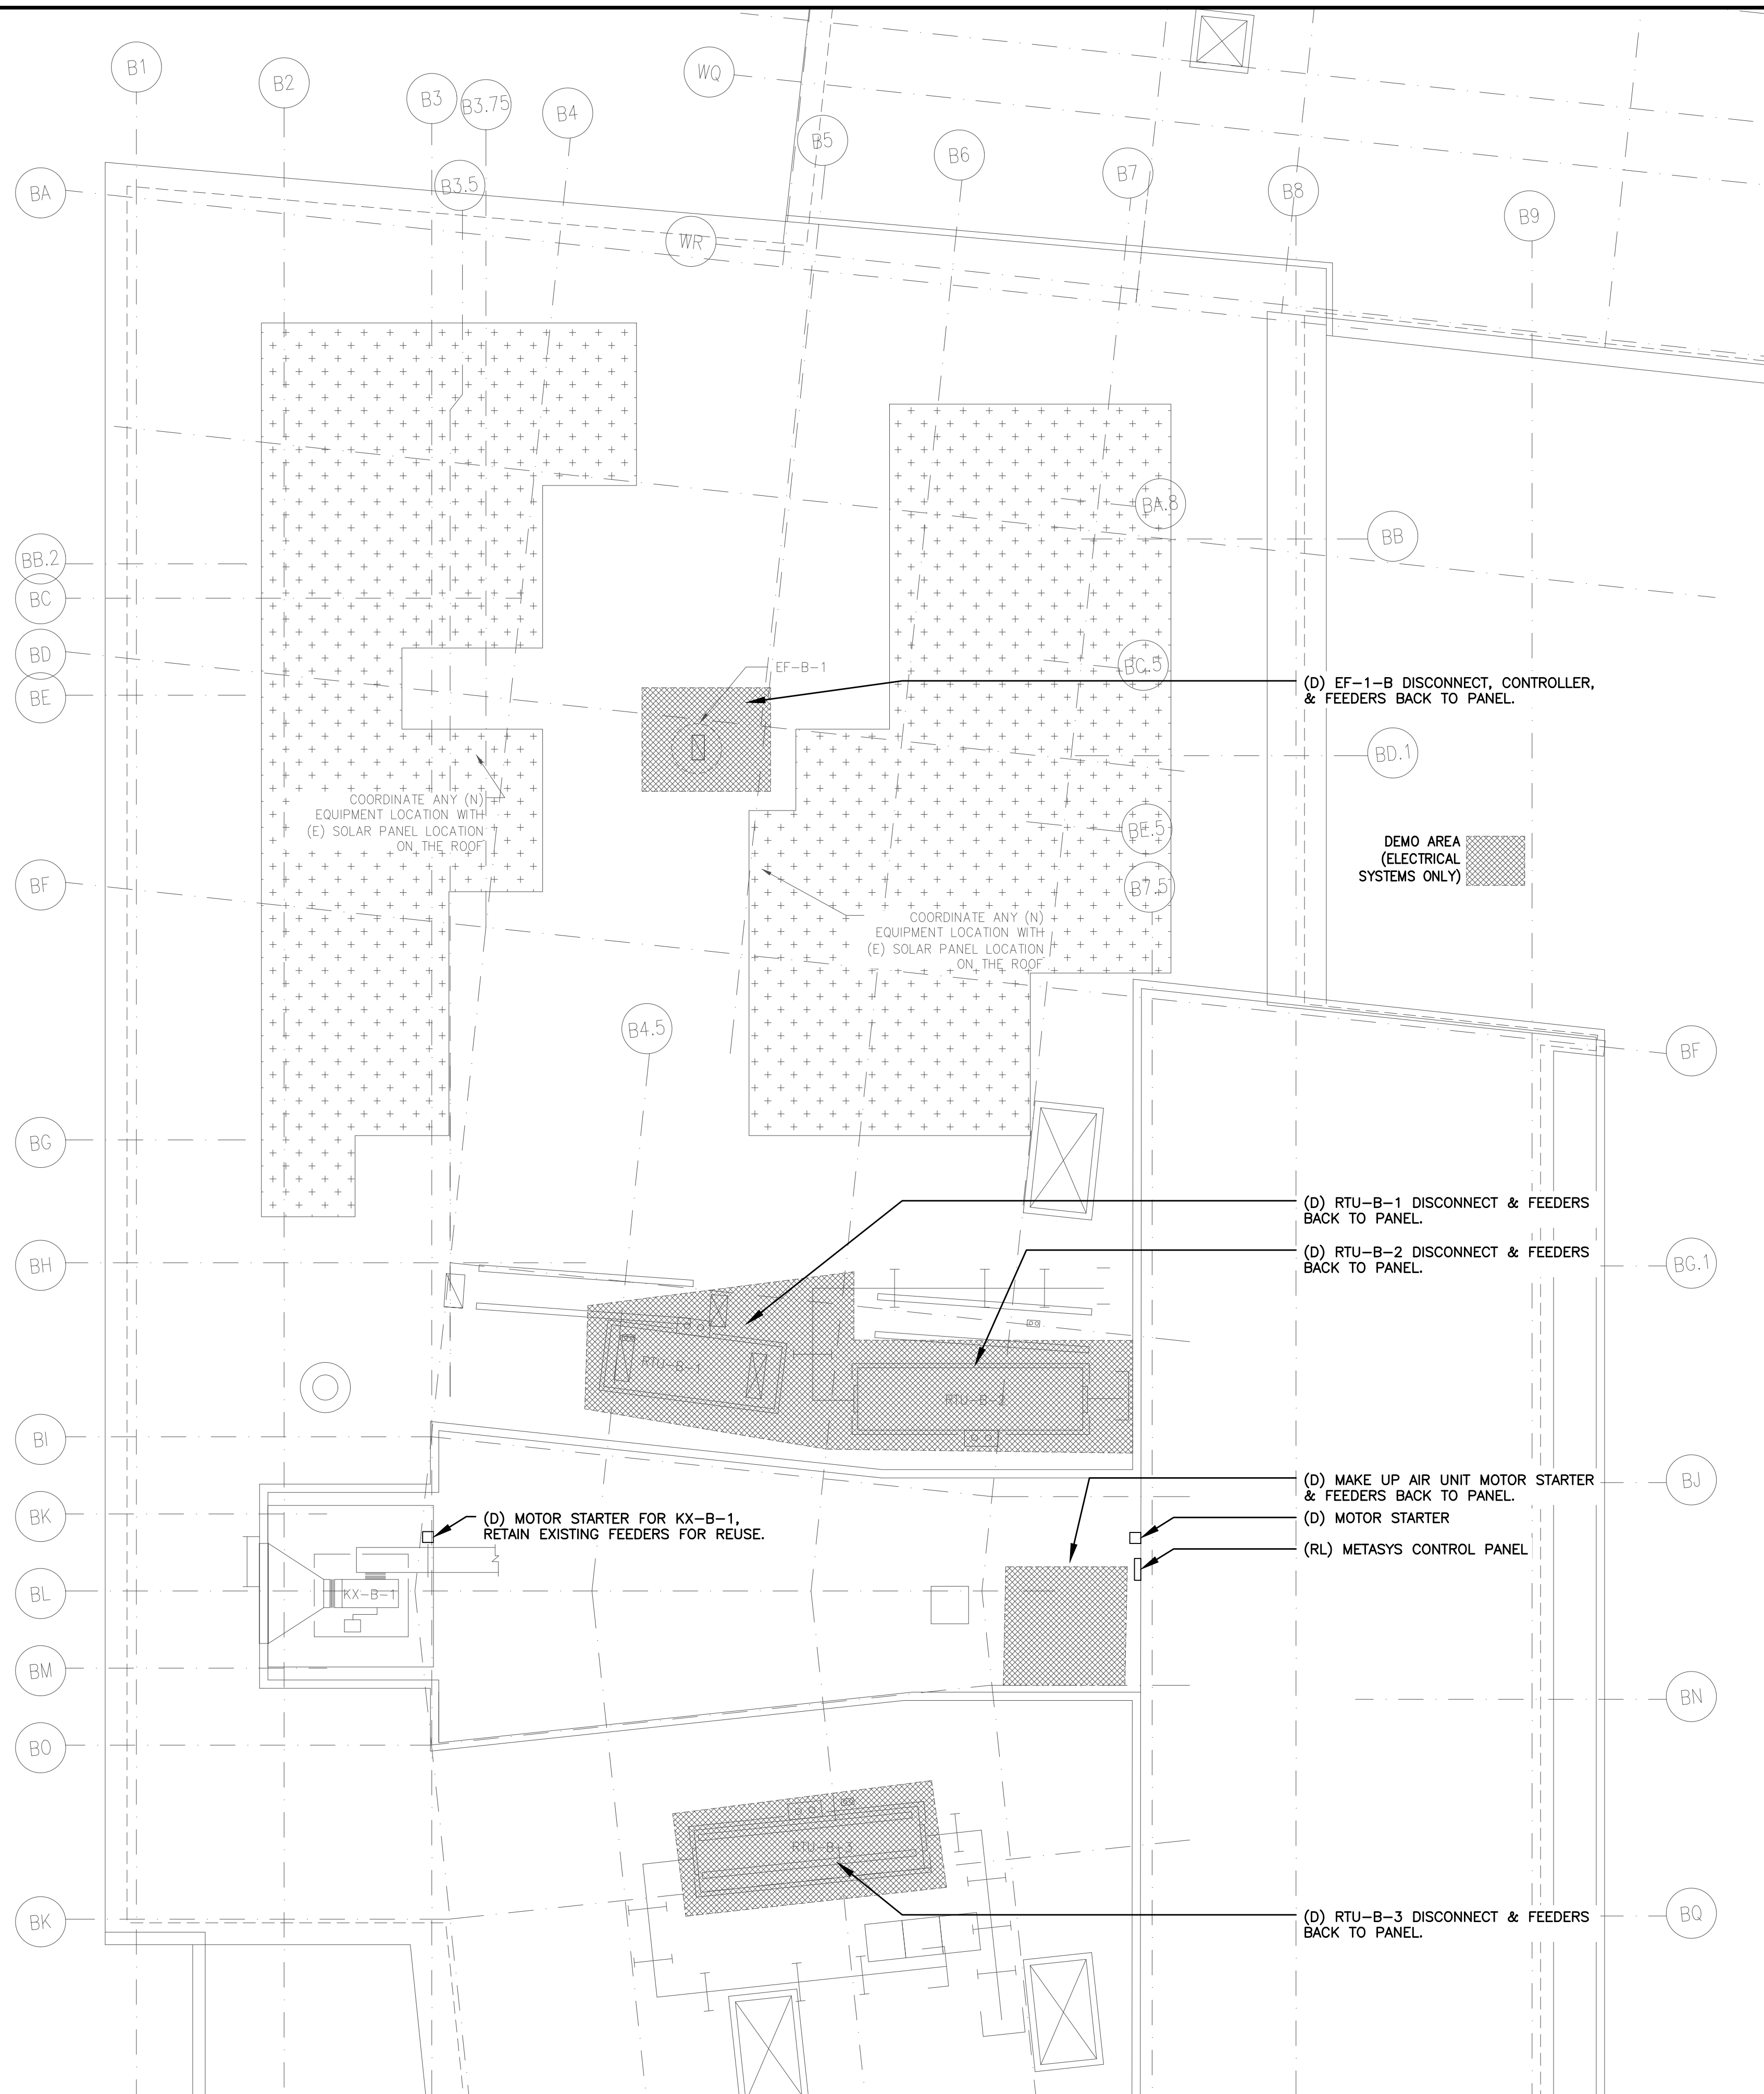 B1
B2
B3
B3.75
B4
WQ
B5
B6
B7
B8
B9
BA
B3.5
WR
BA.8
BB
BB.2
BC
BD
BE
BC.5
EF-B-1
(D) EF-1-B DISCONNECT, CONTROLLER,
& FEEDERS BACK TO PANEL.
BD.1
COORDINATE ANY (N)
EQUIPMENT LOCATION WITH
(E) SOLAR PANEL LOCATION
ON THE ROOF
BE.5
DEMO AREA
(ELECTRICAL
SYSTEMS ONLY)
BF
B7.5
COORDINATE ANY (N)
EQUIPMENT LOCATION WITH
(E) SOLAR PANEL LOCATION
ON THE ROOF
B4.5
BF
BG
(D) RTU-B-1 DISCONNECT & FEEDERS
BACK TO PANEL.
(D) RTU-B-2 DISCONNECT & FEEDERS
BACK TO PANEL.
BH
BG.1
RTU-B-1
RTU-B-2
BI
(D) MAKE UP AIR UNIT MOTOR STARTER
& FEEDERS BACK TO PANEL.
BJ
BK
(D) MOTOR STARTER FOR KX-B-1,
RETAIN EXISTING FEEDERS FOR REUSE.
(D) MOTOR STARTER
(RL) METASYS CONTROL PANEL
BL
KX-B-1
BM
BN
BO
RTU-B-3
BK
(D) RTU-B-3 DISCONNECT & FEEDERS
BACK TO PANEL.
BQ